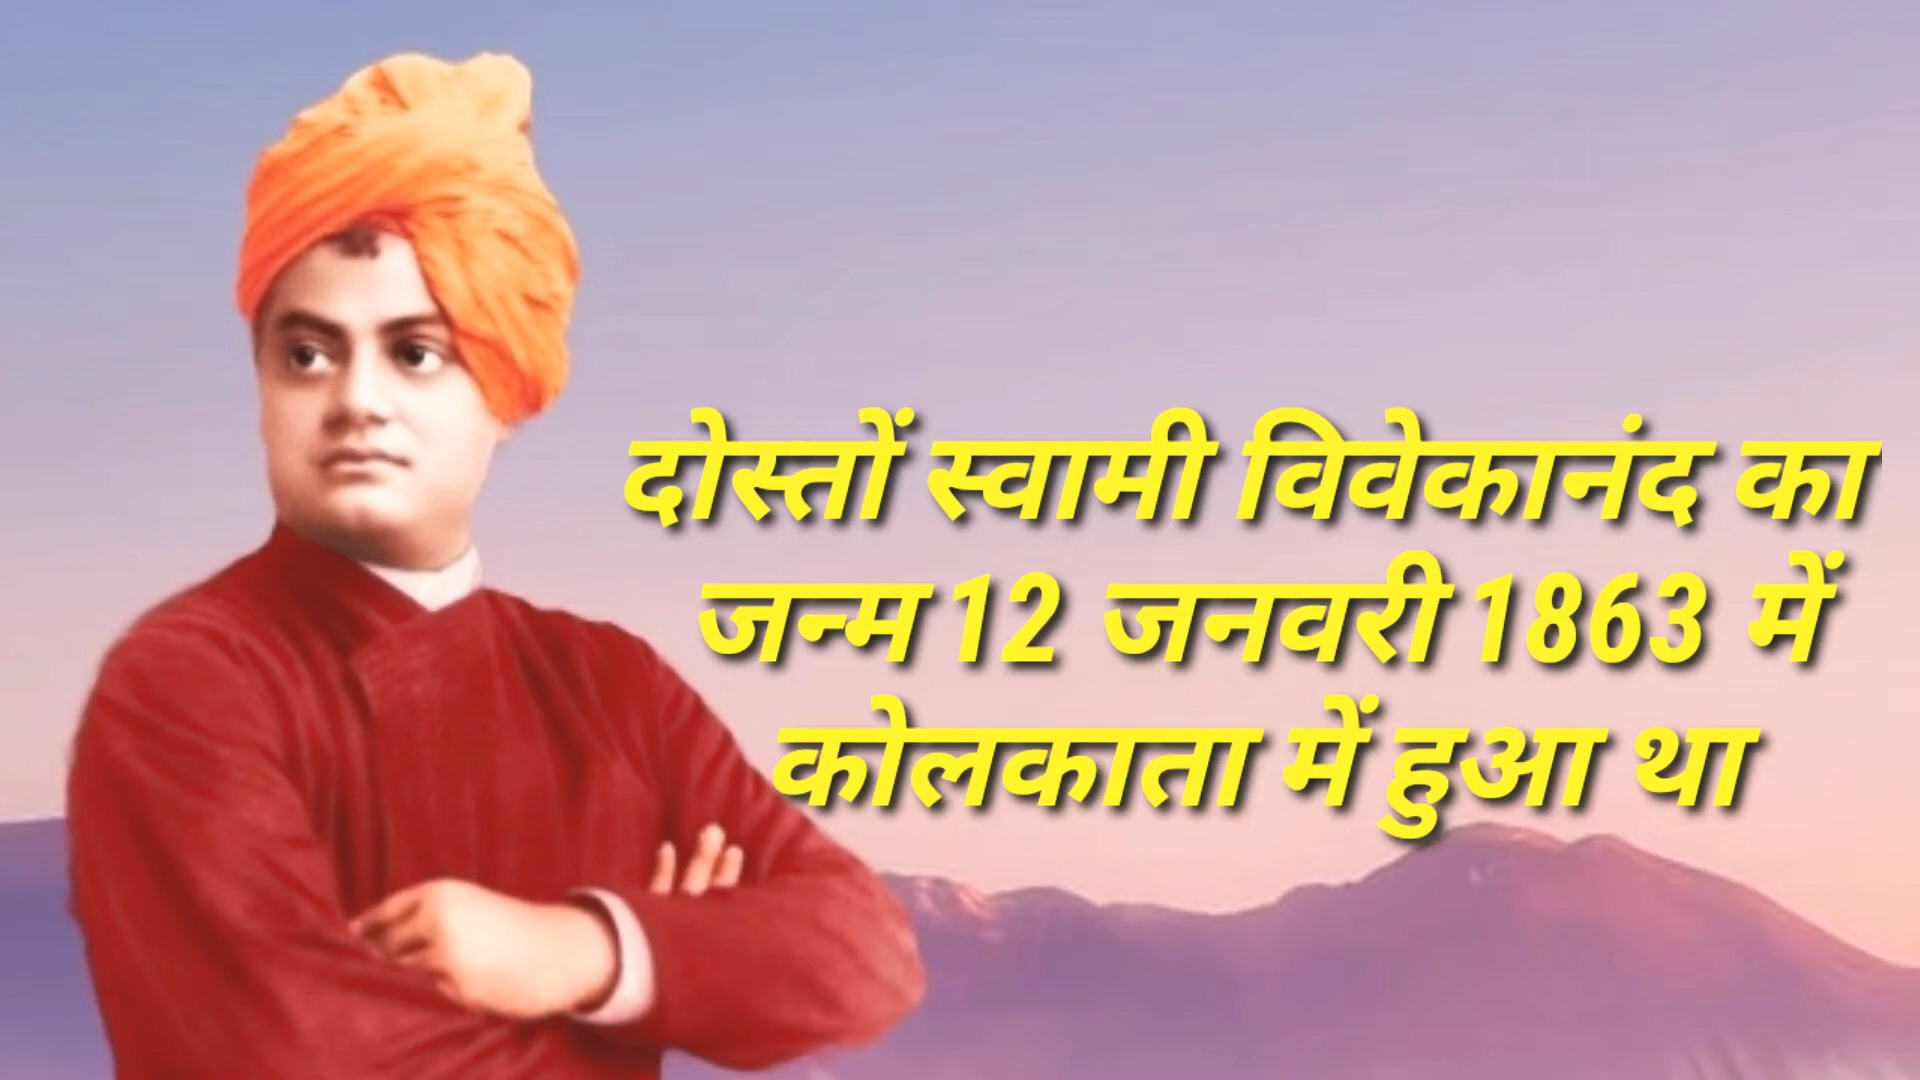 दोस्तों स्वामी विवेकानंद का
जन्म 12 जनवरी 1863 में
कोलकाता में हुआ था